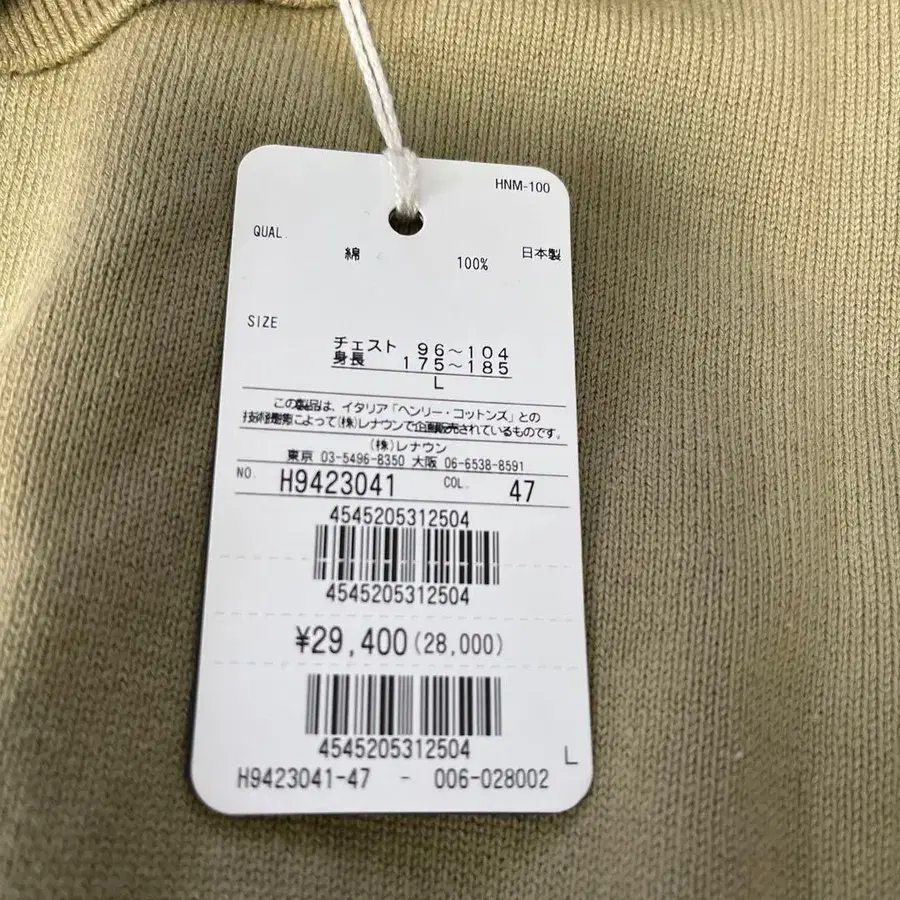 HNM-100
QUAL.
綿 100% 日本製
SIZE
チェスト 96～104
身長 175～185
L
この製品は、イタリア「ヘンリー・コットンズ」との
技術提携によって(株)レナウンで企画販売されているものです。
(株)レナウン
東京 03-5496-8350 大阪 06-6538-8591
NO. H9423041 COL. 47
4545205312504
4545205312504
¥29,400(28,000)
4545205312504
L
H9423041-47 - 006-028002